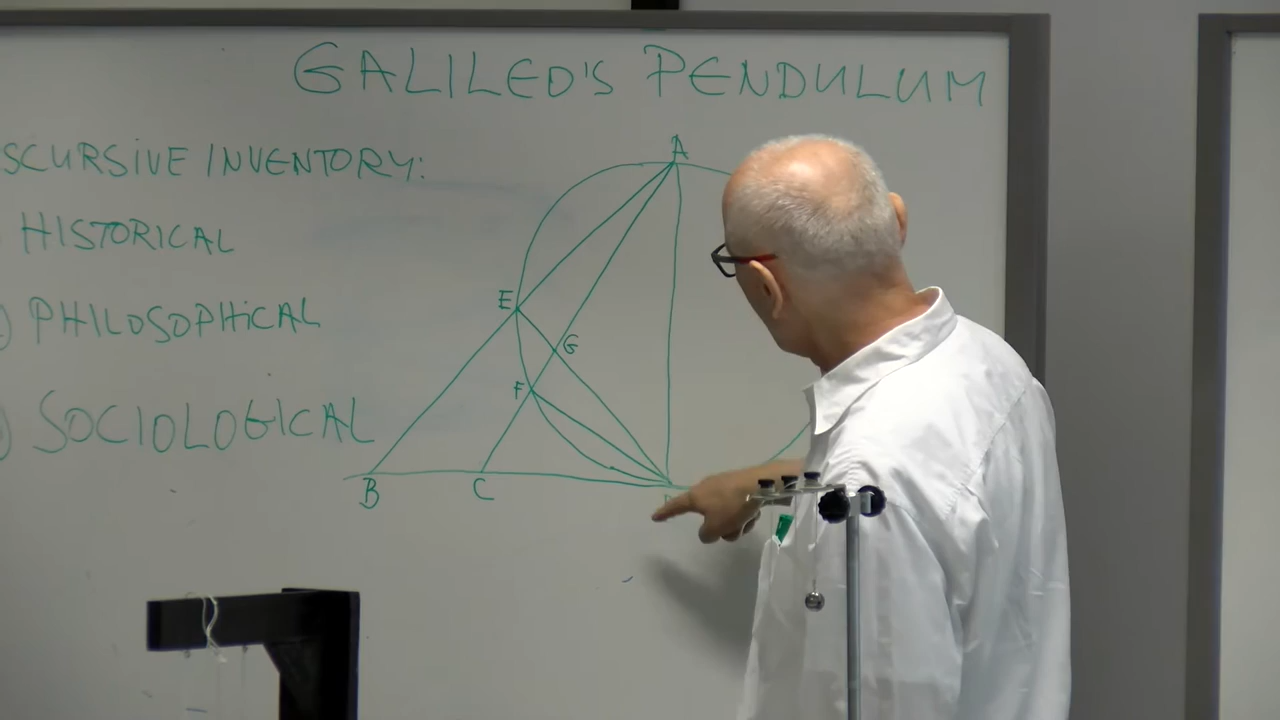 GALILEO'S PENDULUM
SCURSIVE INVENTORY:
HISTORICAL
PHILOSOPHICAL
SOCIOLOGICAL
A
E
G
F
B C